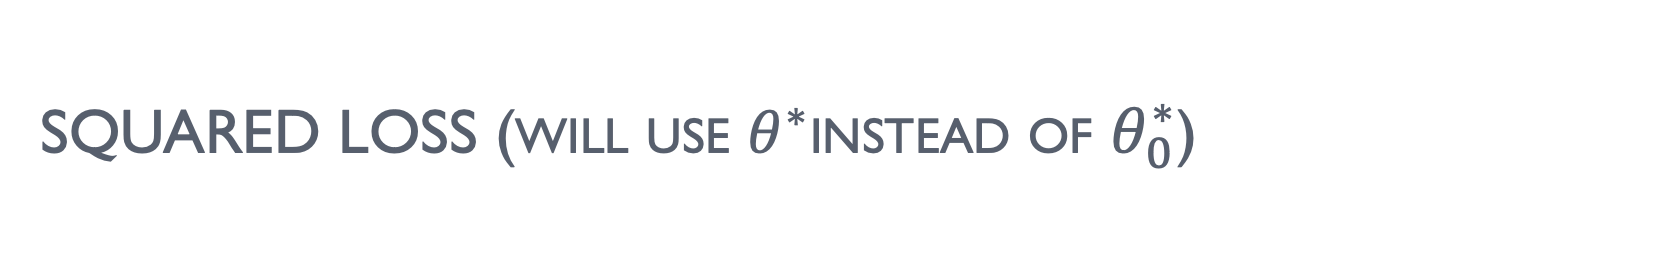 SQUARED LOSS (WILL USE θ* INSTEAD OF θ₀*)